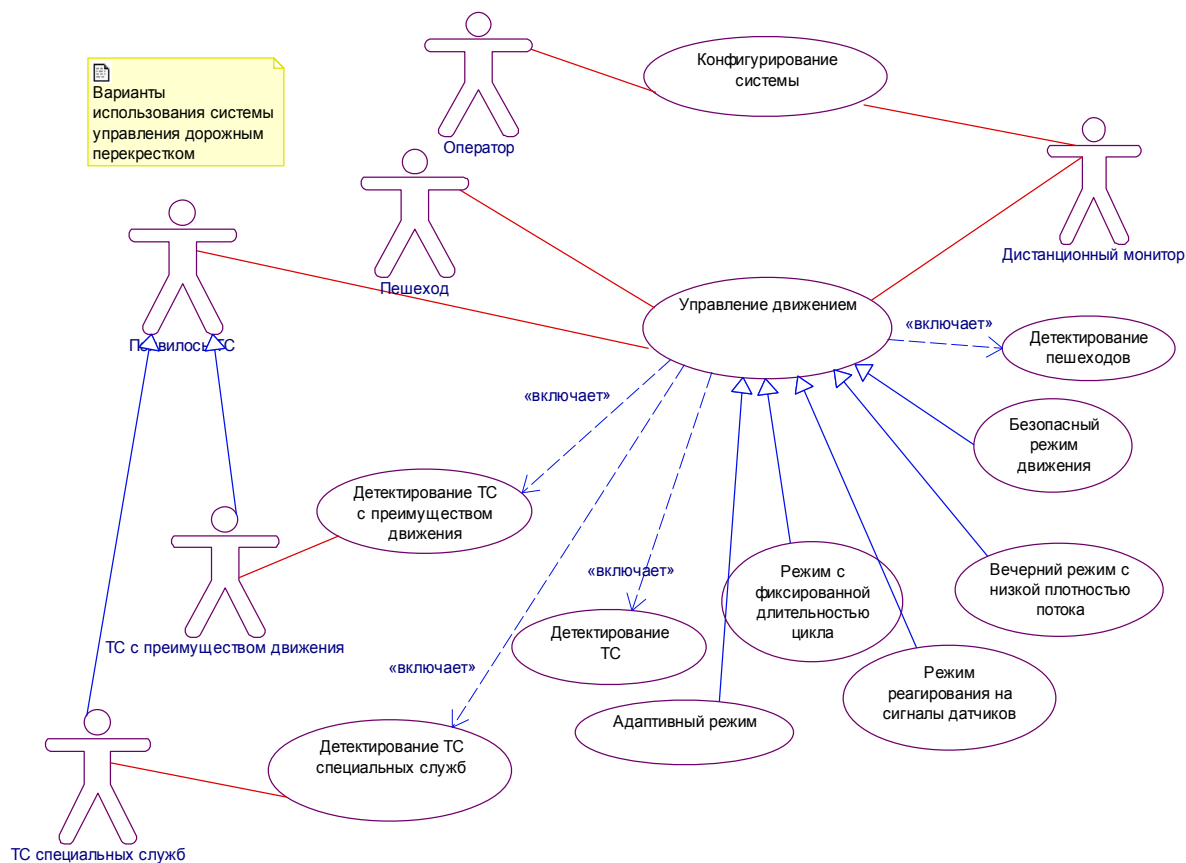 Варианты
использования системы
управления дорожным
перекрестком
Оператор
Конфигурирование
системы
Дистанционный монитор
Пешеход
Управление движением
«включает»
Детектирование
пешеходов
ТС
«включает»
Безопасный
режим
движения
Детектирование ТС
с преимуществом
движения
ТС с преимуществом движения
«включает»
Детектирование
ТС
Режим с
фиксированной
длительностью
цикла
Вечерний режим с
низкой плотностью
потока
«включает»
Режим
реагирования на
сигналы датчиков
Адаптивный режим
Детектирование ТС
специальных служб
ТС специальных служб